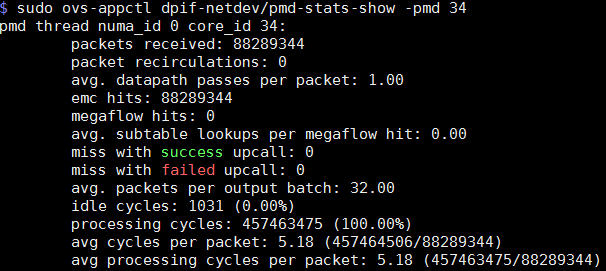 $ sudo ovs-appctl dpif-netdev/pmd-stats-show -pmd 34
pmd thread numa_id 0 core_id 34:
packets received: 88289344
packet recirculations: 0
avg. datapath passes per packet: 1.00
emc hits: 88289344
megaflow hits: 0
avg. subtable lookups per megaflow hit: 0.00
miss with success upcall: 0
miss with failed upcall: 0
avg. packets per output batch: 32.00
idle cycles: 1031 (0.00%)
processing cycles: 457463475 (100.00%)
avg cycles per packet: 5.18 (457464506/88289344)
avg processing cycles per packet: 5.18 (457463475/88289344)